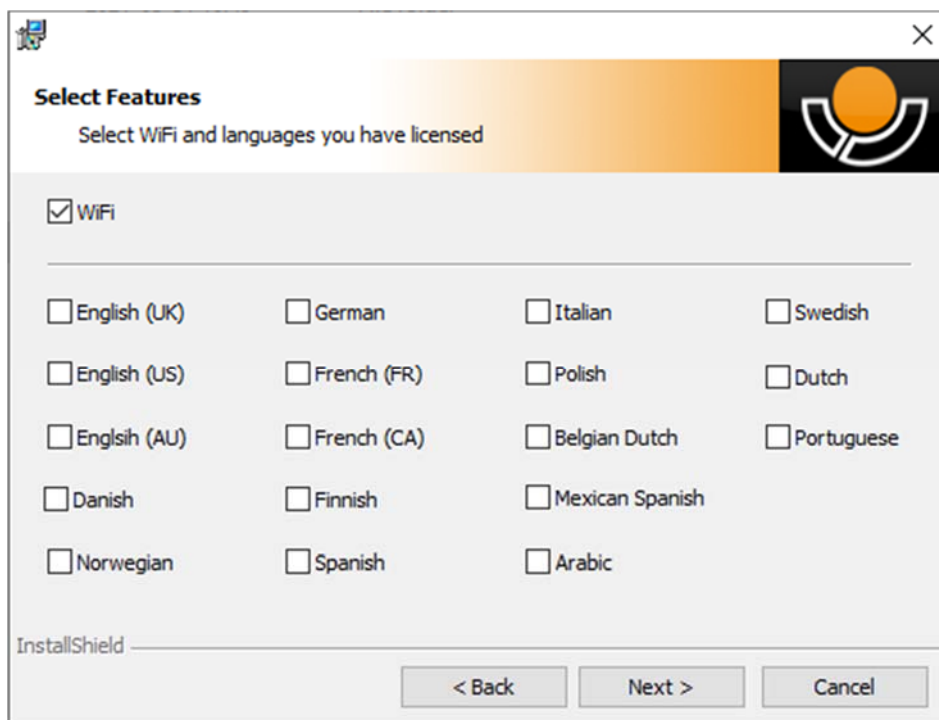 Select Features
Select WiFi and languages you have licensed
WiFi
English (UK) German Italian Swedish
English (US) French (FR) Polish Dutch
Englsih (AU) French (CA) Belgian Dutch Portuguese
Danish Finnish Mexican Spanish
Norwegian Spanish Arabic
InstallShield
< Back Next > Cancel